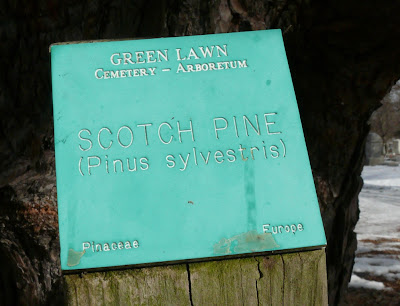 GREEN LAWN
CEMETERY – ARBORETUM
SCOTCH PINE
(Pinus sylvestris)
Pinaceae Europe